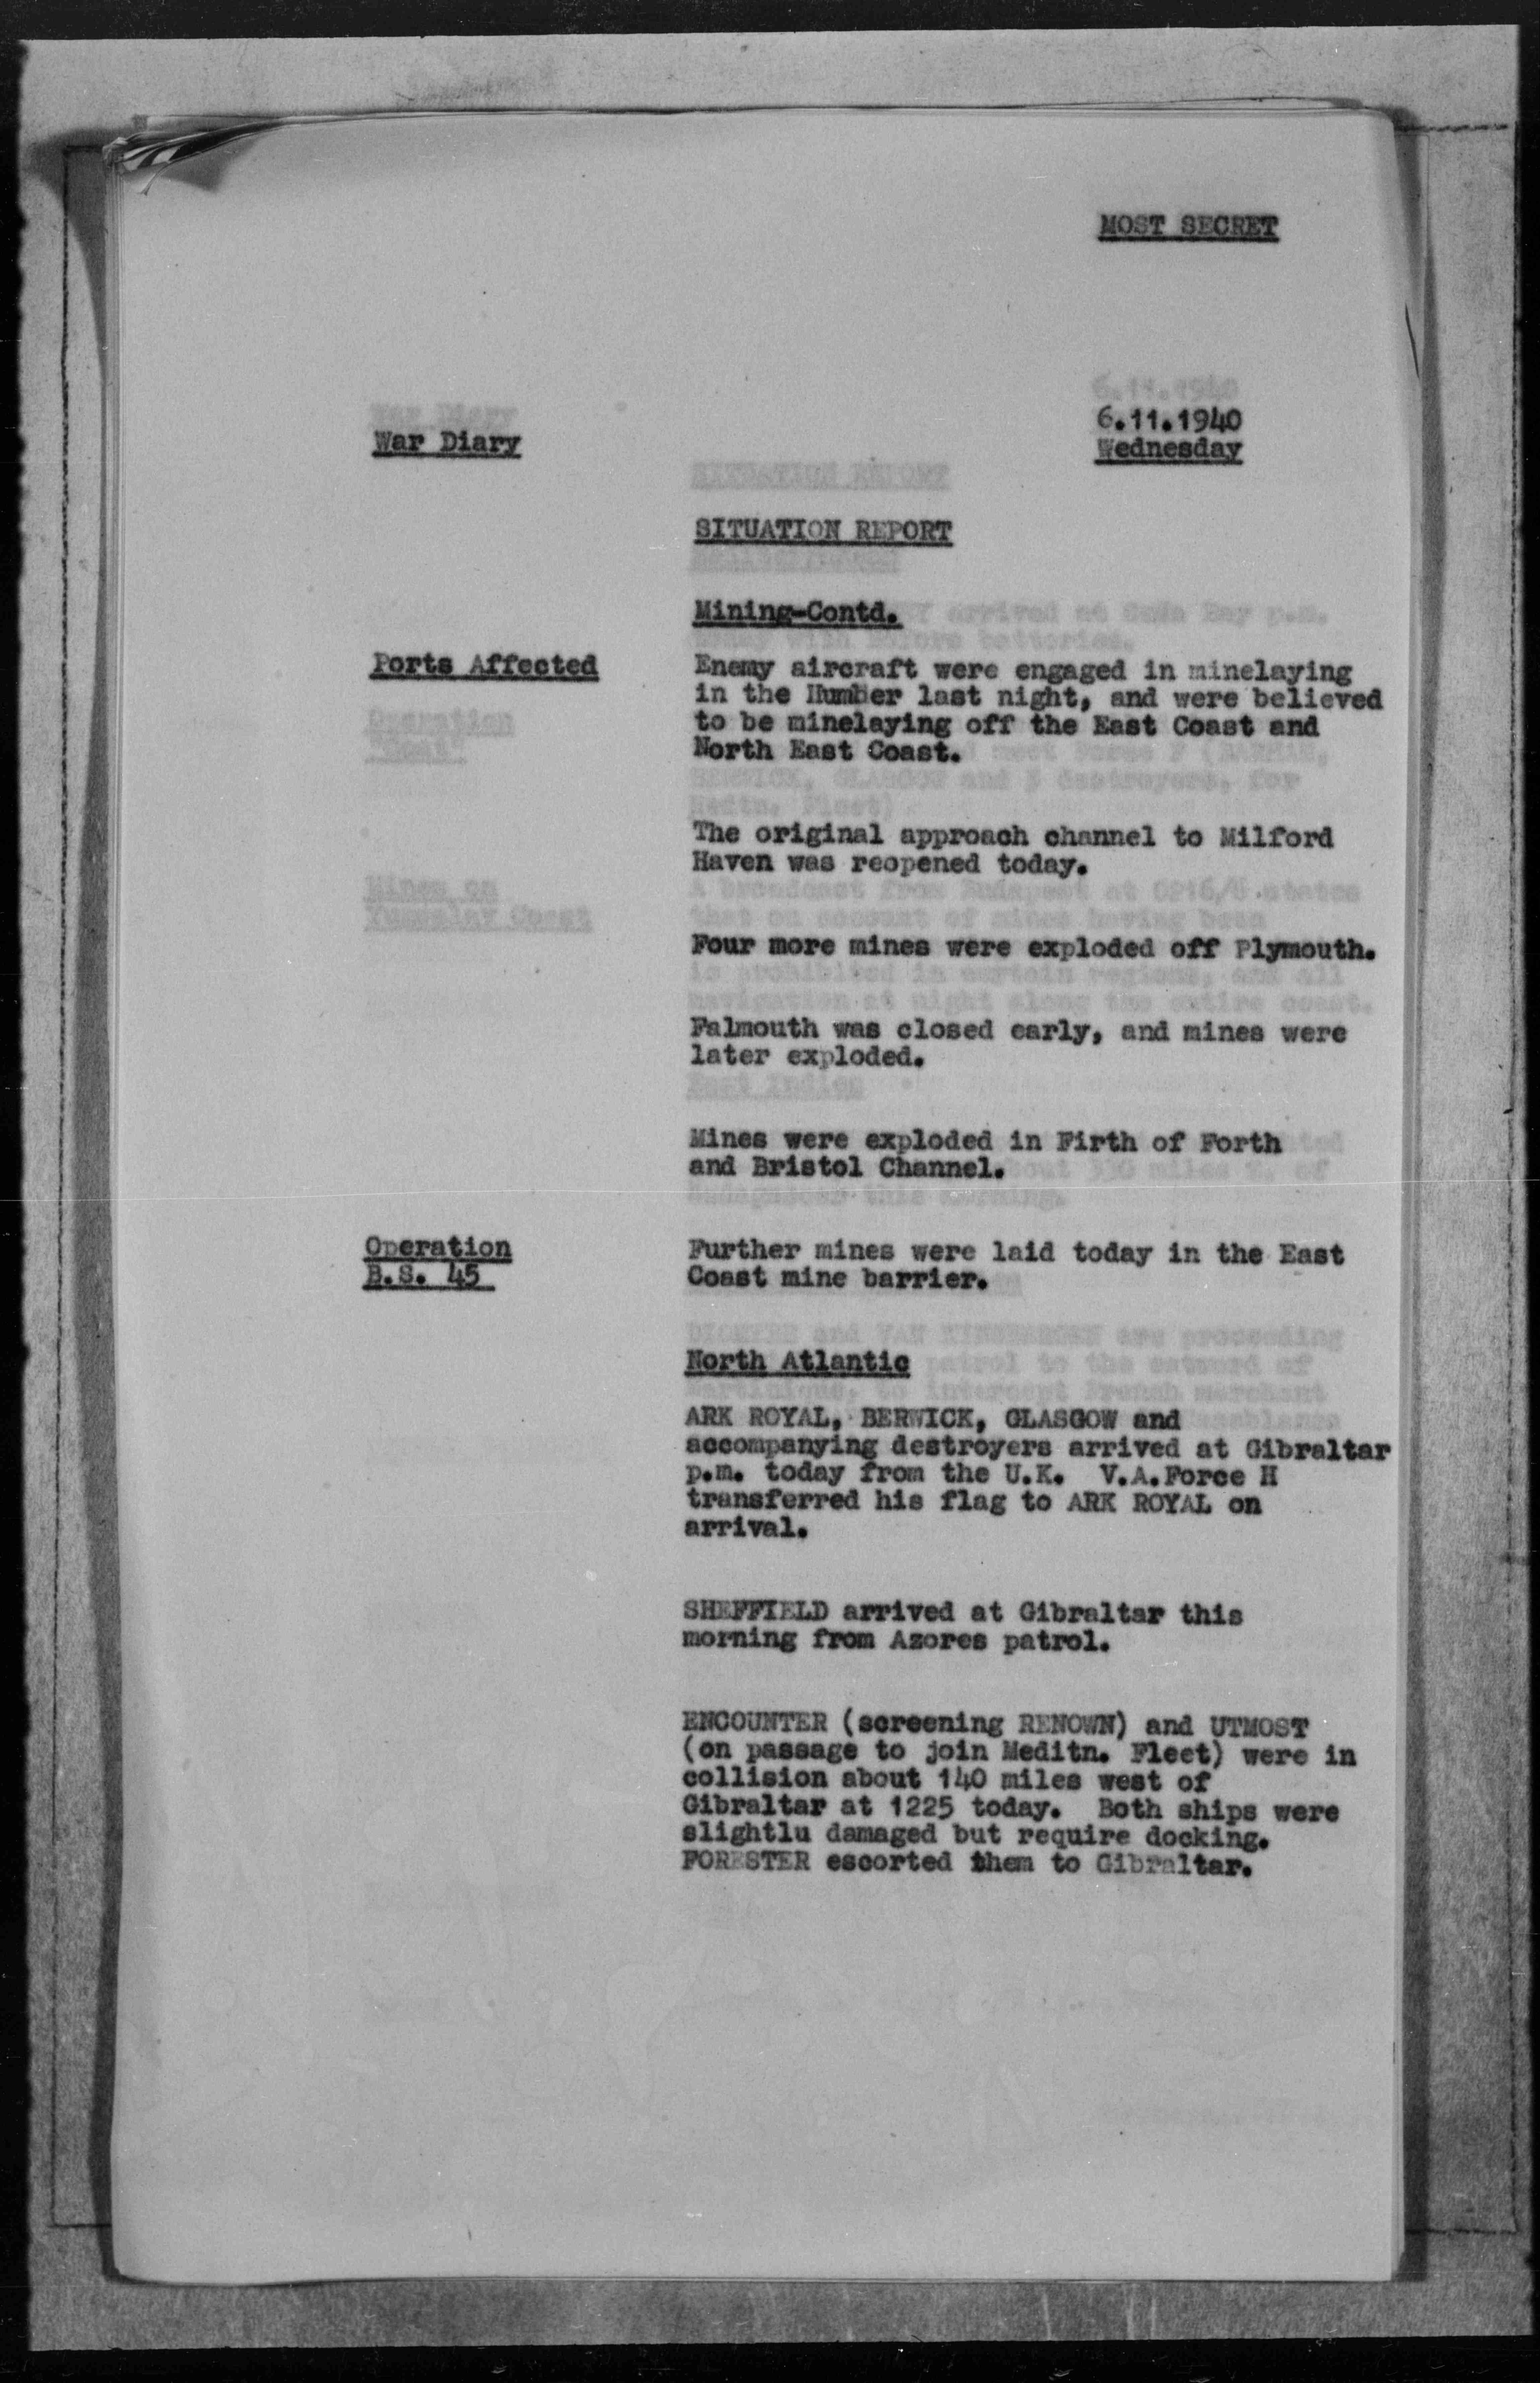 MOST SECRET
6.11.1940
War Diary
Wednesday
SITUATION REPORT
Mining-Contd.
Ports Affected
Enemy aircraft were engaged in minelaying
in the Humber last night, and were believed
to be minelaying off the East Coast and
North East Coast.
The original approach channel to Milford
Haven was reopened today.
Four more mines were exploded off Plymouth.
Falmouth was closed early, and mines were
later exploded.
Mines were exploded in Firth of Forth
and Bristol Channel.
Operation
B.S. 45
Further mines were laid today in the East
Coast mine barrier.
North Atlantic
ARK ROYAL, BERWICK, GLASGOW and
accompanying destroyers arrived at Gibraltar
p.m. today from the U.K. V.A.Force H
transferred his flag to ARK ROYAL on
arrival.
SHEFFIELD arrived at Gibraltar this
morning from Azores patrol.
ENCOUNTER (screening RENOWN) and UTMOST
(on passage to join Meditn. Fleet) were in
collision about 140 miles west of
Gibraltar at 1225 today. Both ships were
slightlu damaged but require docking.
FORESTER escorted them to Gibraltar.